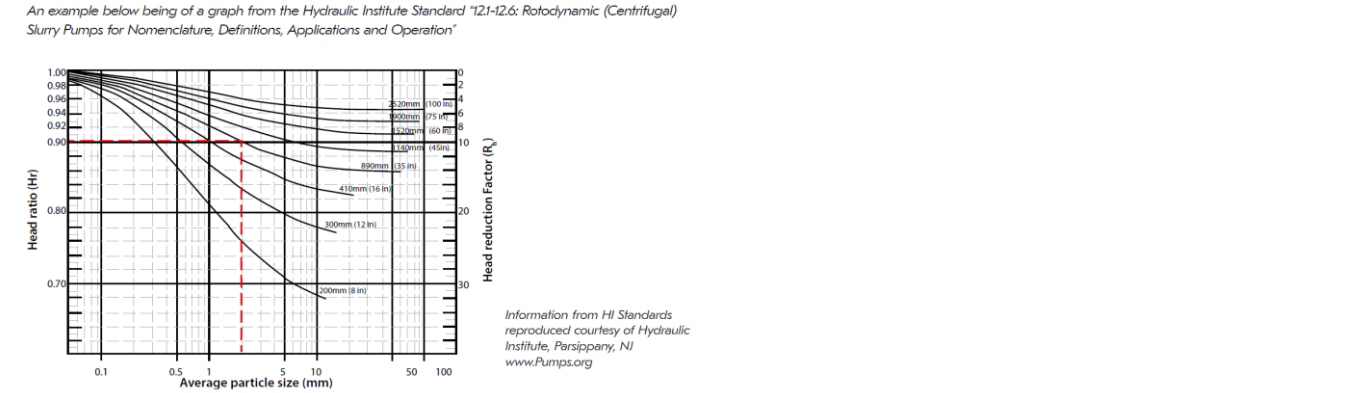 An example below being of a graph from the Hydraulic Institute Standard "12.1-12.6: Rotodynamic (Centrifugal)
Slurry Pumps for Nomenclature, Definitions, Applications and Operation"
1.00
0.98
0.96
0.94
0.92
0.90
0.80
0.70
Head ratio (Hr)
2520mm (100 in)
1900mm (75 in)
1520mm (60 in)
1140mm (45in)
890mm (35 in)
410mm (16 in)
300mm (12 in)
200mm (8 in)
0
2
4
6
8
10
20
30
Head reduction Factor (Rh)
0.1 0.5 1 5 10 50 100
Average particle size (mm)
Information from HI Standards
reproduced courtesy of Hydraulic
Institute, Parsippany, NJ
www.Pumps.org